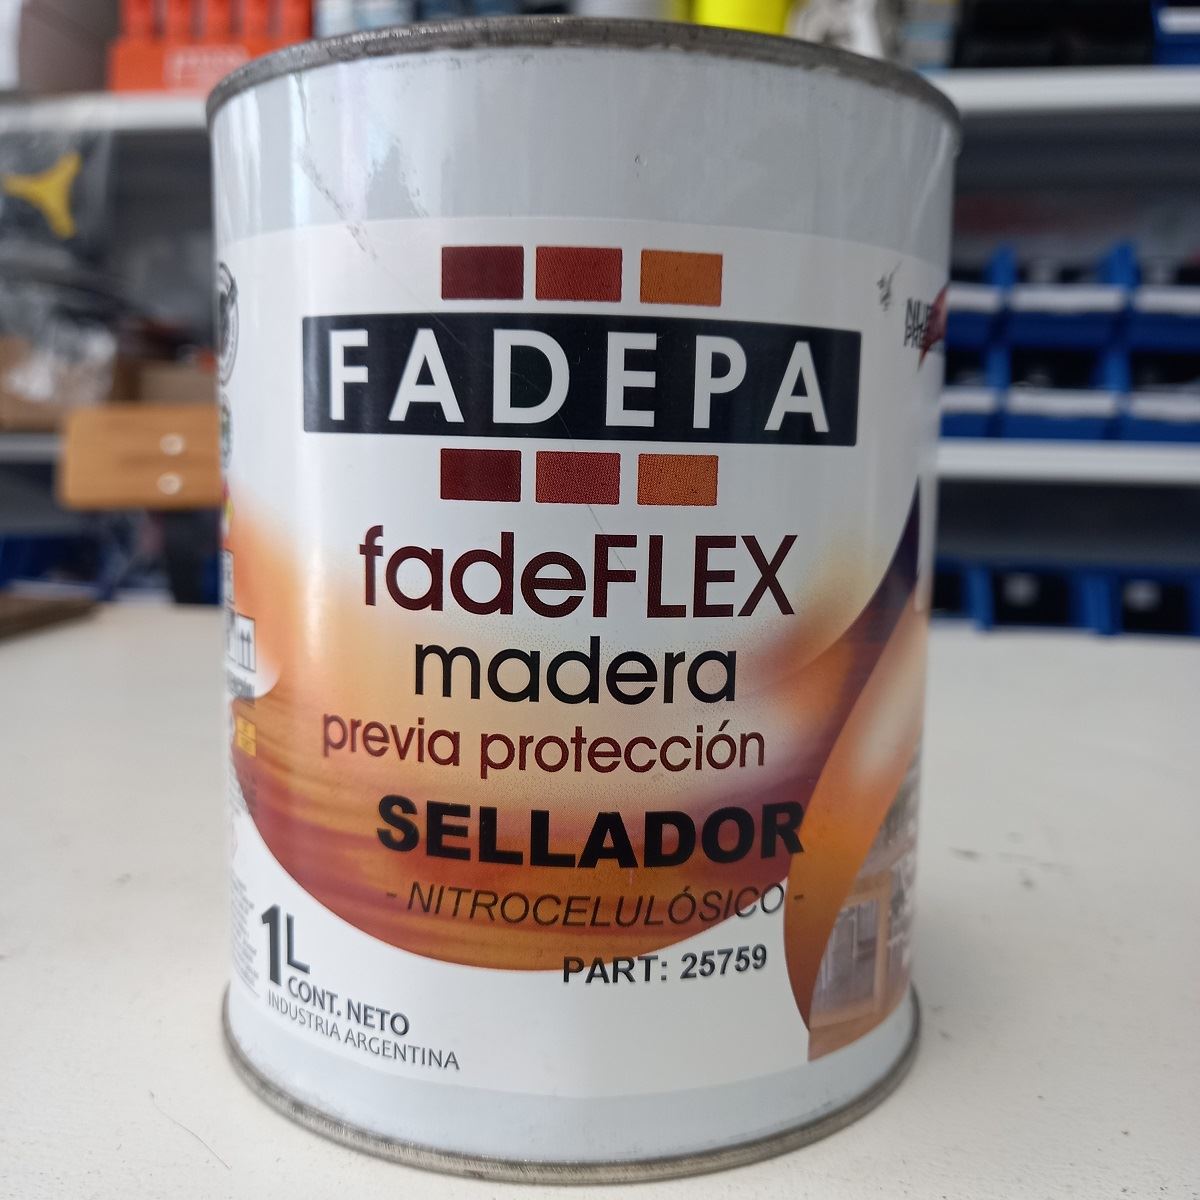 FADEPA
fadeFLEX
madera
previa protección
SELLADOR
- NITROCELULÓSICO -
PART: 25759
1L
CONT. NETO
INDUSTRIA ARGENTINA